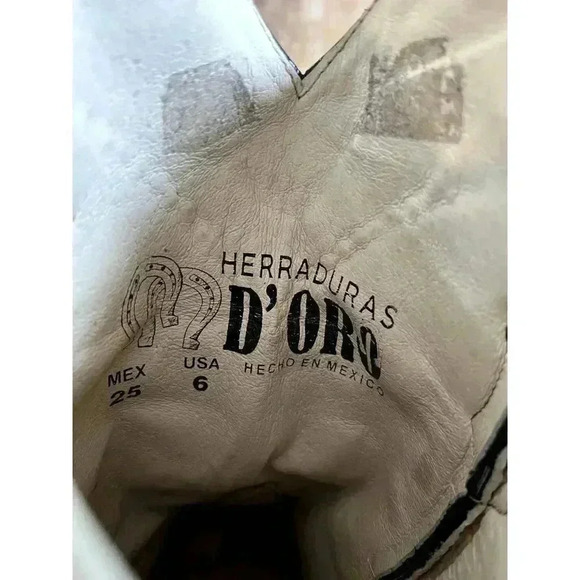 HERRADURAS
D'ORO
HECHO EN MEXICO
MEX
25
USA
6